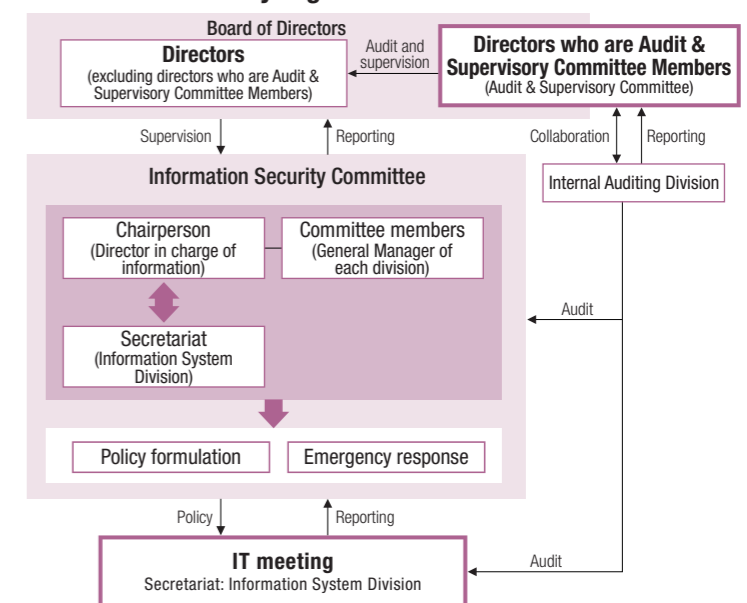 Board of Directors
Directors
(excluding directors who are Audit &
Supervisory Committee Members)
Audit and
supervision
Directors who are Audit &
Supervisory Committee Members
(Audit & Supervisory Committee)
Supervision
Reporting
Collaboration
Reporting
Information Security Committee
Internal Auditing Division
Chairperson
(Director in charge of
information)
Committee members
(General Manager of
each division)
Audit
Secretariat
(Information System
Division)
Policy formulation
Emergency response
Policy
Reporting
IT meeting
Secretariat: Information System Division
Audit